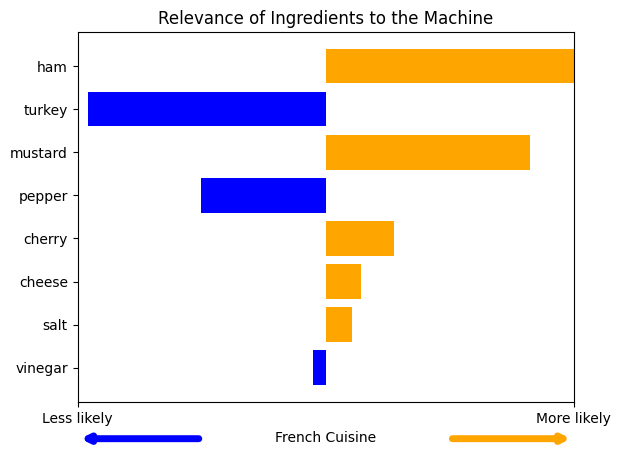 Relevance of Ingredients to the Machine
ham
turkey
mustard
pepper
cherry
cheese
salt
vinegar
Less likely
More likely
French Cuisine